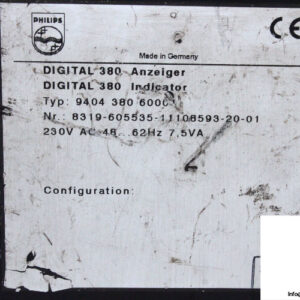 PHILIPS
CE
Made in Germany
DIGITAL 380 Anzeiger
DIGITAL 380 Indicator
Typ: 9404 380 6000
Nr.: 8319-605535-11108593-20-01
230V AC 48..62Hz 7,5VA
Configuration: